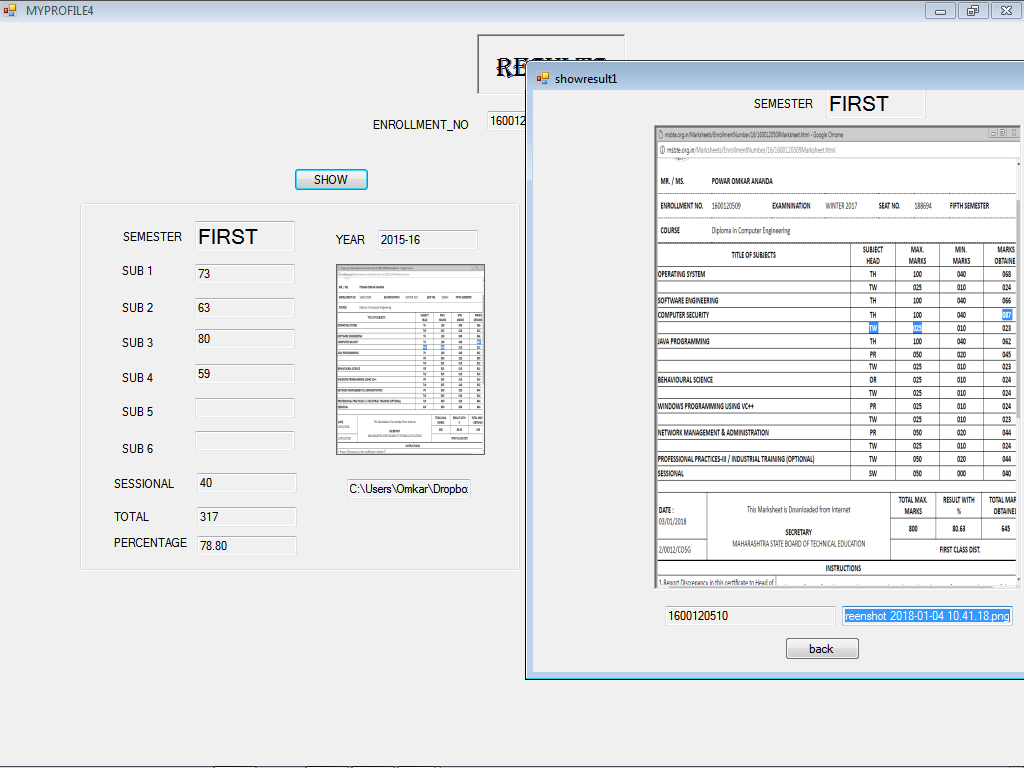 MYPROFILE4
RESULTS
ENROLLMENT_NO 160012
SHOW
SEMESTER FIRST
YEAR 2015-16
SUB 1 73
SUB 2 63
SUB 3 80
SUB 4 59
SUB 5
SUB 6
SESSIONAL 40
TOTAL 317
PERCENTAGE 78.80
C:\Users\Omkar\Dropbo
showresult1
SEMESTER FIRST
msbte.org.in/Marksheets/EnrollmentNumber/16/1600120509Marksheet.html - Google Chrome
msbte.org.in/Marksheets/EnrollmentNumber/16/1600120509Marksheet.html
MR. / MS. POWAR OMKAR ANANDA
ENROLLMENT NO. 1600120509 EXAMINATION WINTER 2017 SEAT NO. 188694 FIFTH SEMESTER
COURSE Diploma In Computer Engineering
TITLE OF SUBJECTS SUBJECT HEAD MAX. MARKS MIN. MARKS MARKS OBTAINE
OPERATING SYSTEM TH 100 040 068
TW 025 010 024
SOFTWARE ENGINEERING TH 100 040 066
COMPUTER SECURITY TH 100 040 087
TW 025 010 023
JAVA PROGRAMMING TH 100 040 062
PR 050 020 045
TW 025 010 023
BEHAVIOURAL SCIENCE OR 025 010 024
TW 025 010 024
WINDOWS PROGRAMMING USING VC++ PR 025 010 024
TW 025 010 023
NETWORK MANAGEMENT & ADMINISTRATION PR 050 020 044
TW 025 010 024
PROFESSIONAL PRACTICES-III / INDUSTRIAL TRAINING (OPTIONAL) TW 050 020 044
SESSIONAL SW 050 000 040
DATE :
03/01/2018
2/0012/CO5G
This Marksheet is Downloaded from Internet
SECRETARY
MAHARASHTRA STATE BOARD OF TECHNICAL EDUCATION
TOTAL MAX. MARKS RESULT WITH % TOTAL MAR OBTAINE
800 80.63 645
FIRST CLASS DIST.
INSTRUCTIONS
1.Report Discrepancy in this certificate to Head of
1600120510 reenshot 2018-01-04 10.41.18.png
back